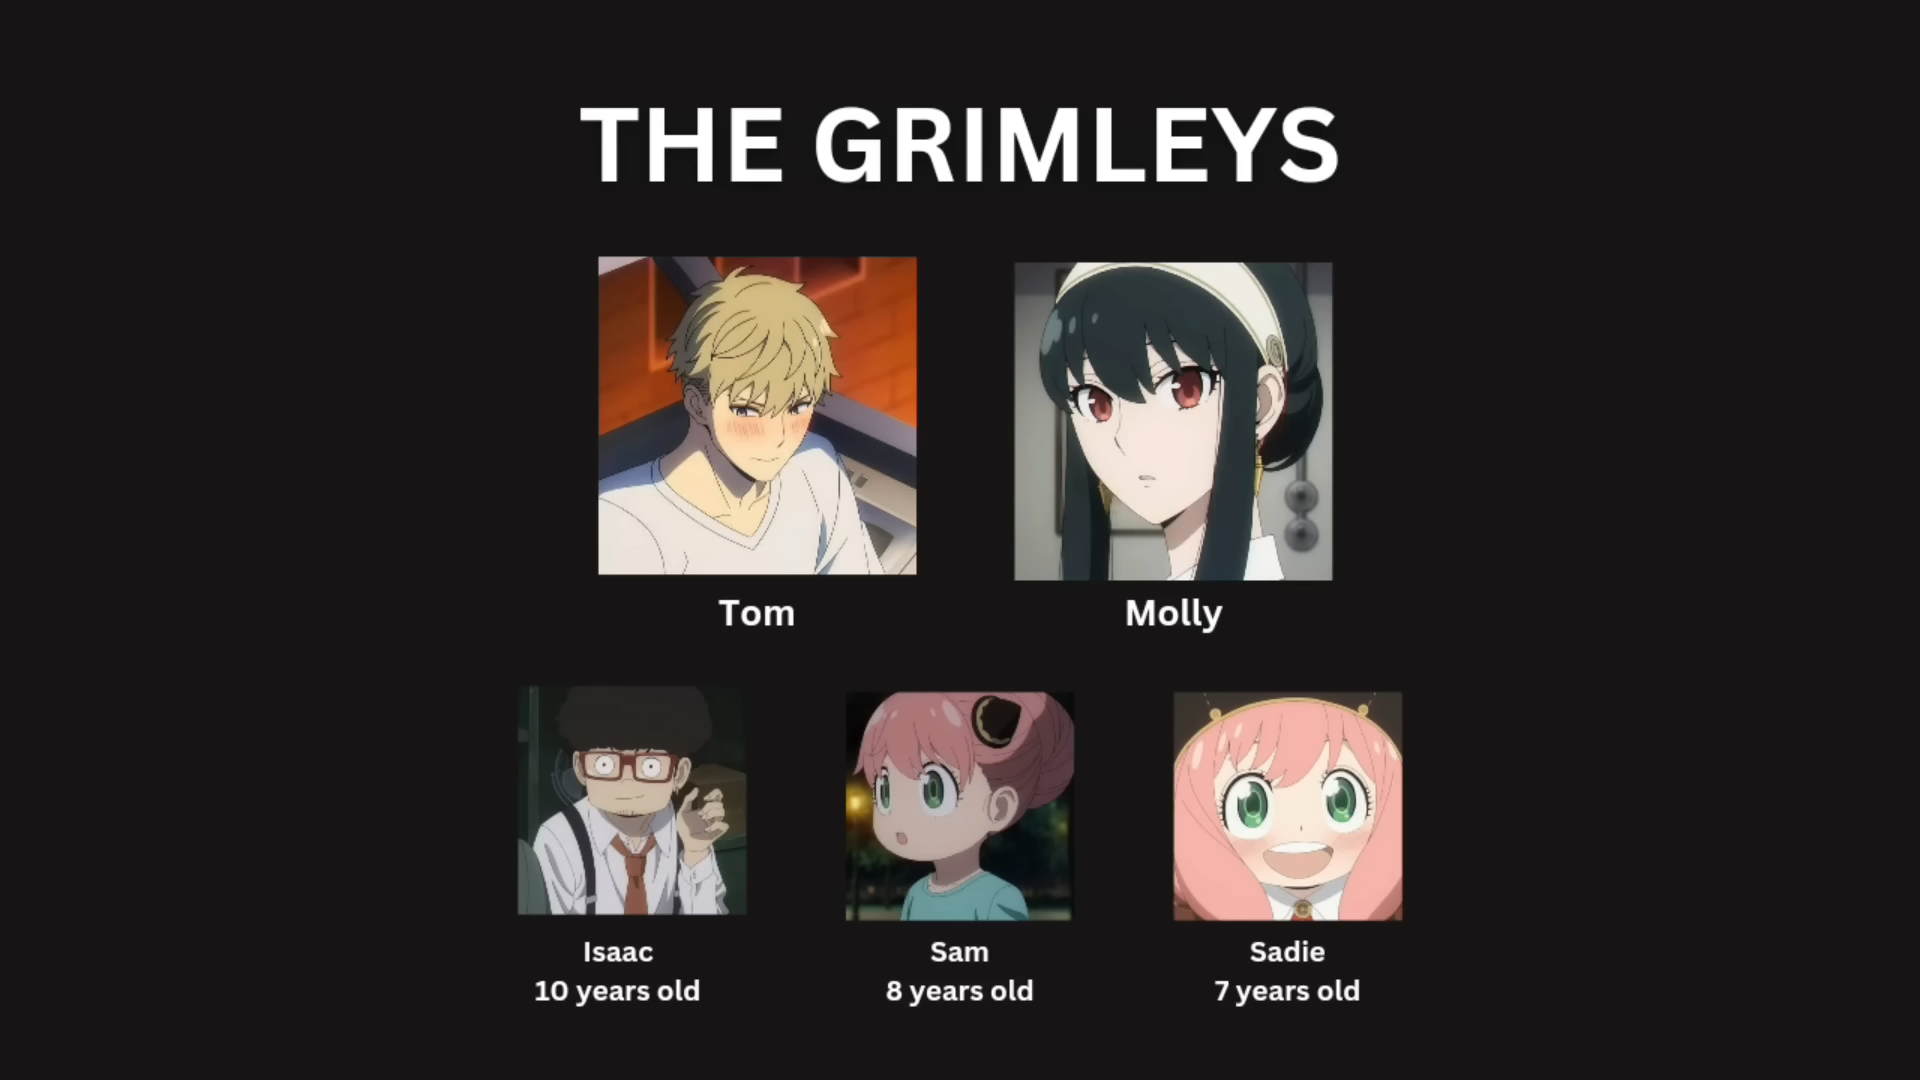 THE GRIMLEYS
Tom
Molly
Isaac
10 years old
Sam
8 years old
Sadie
7 years old